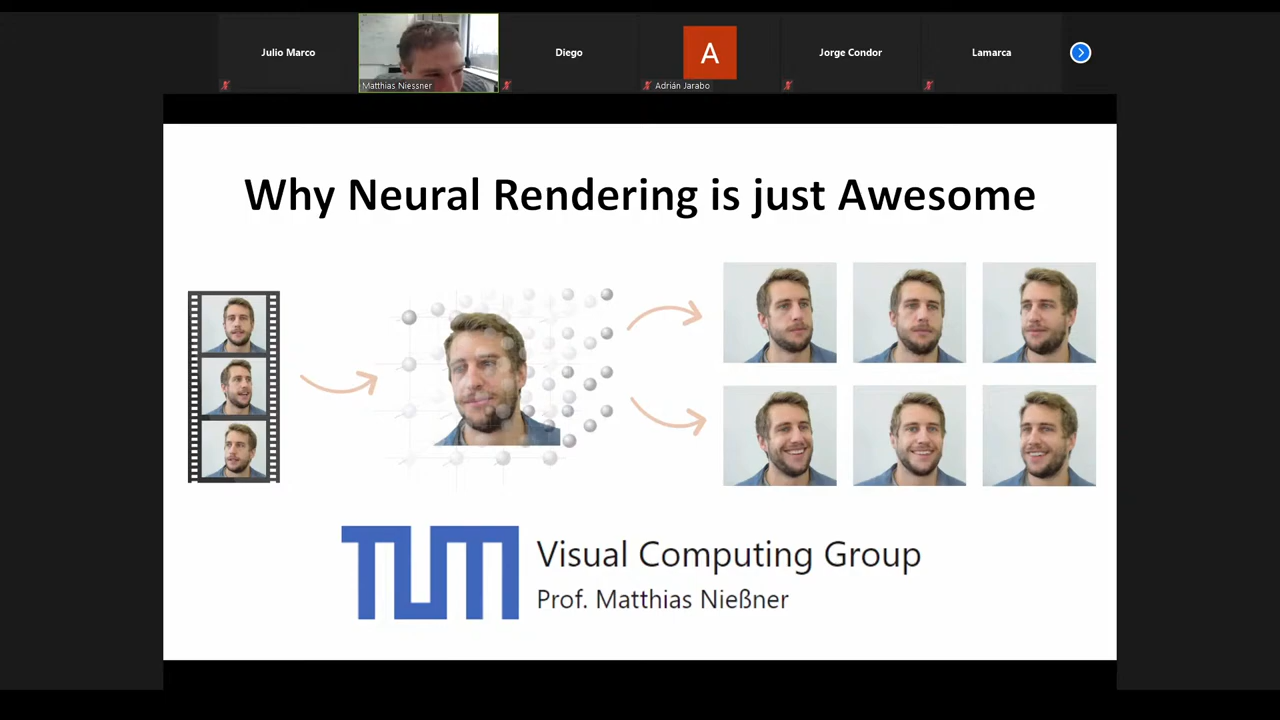 Julio Marco
Matthias Niessner
Diego
A
Adrián Jarabo
Jorge Condor
Lamarca
Why Neural Rendering is just Awesome
TUM
Visual Computing Group
Prof. Matthias Nießner